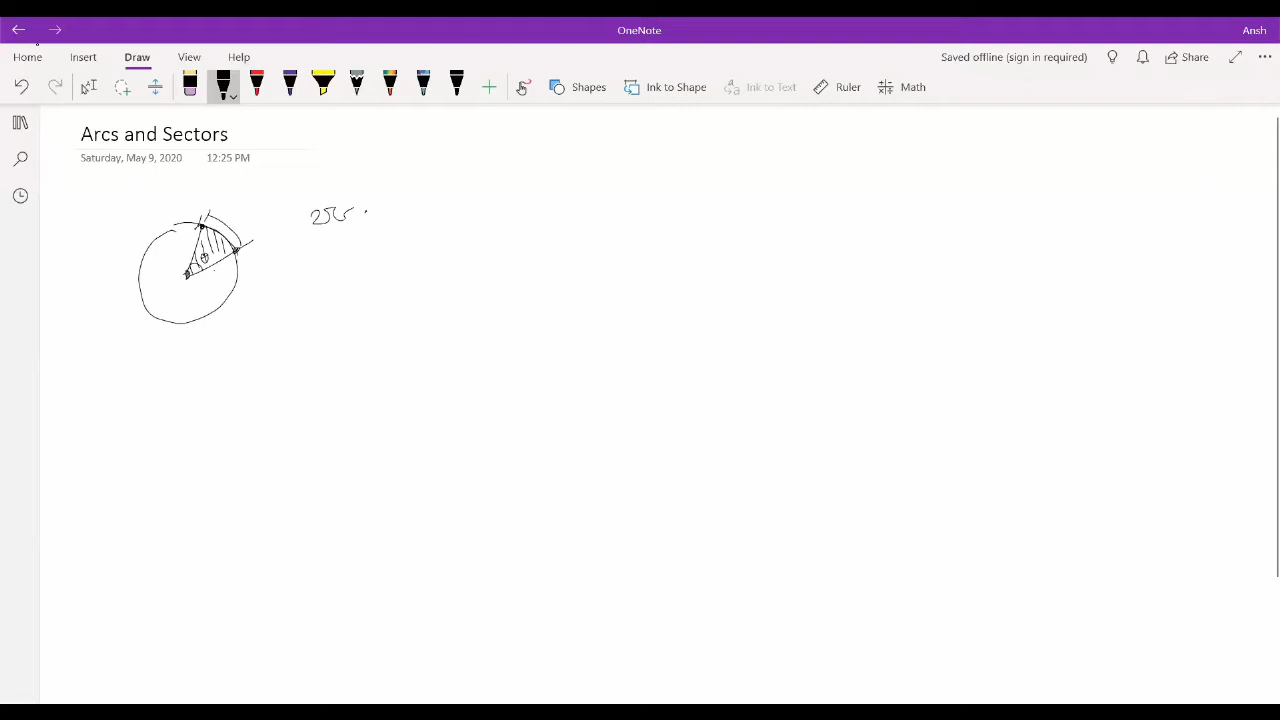 OneNote
Ansh
Home Insert Draw View Help
Saved offline (sign in required)
Share
Shapes
Ink to Shape
Ink to Text
Ruler
Math
Arcs and Sectors
Saturday, May 9, 2020 12:25 PM
2πr ·
θ